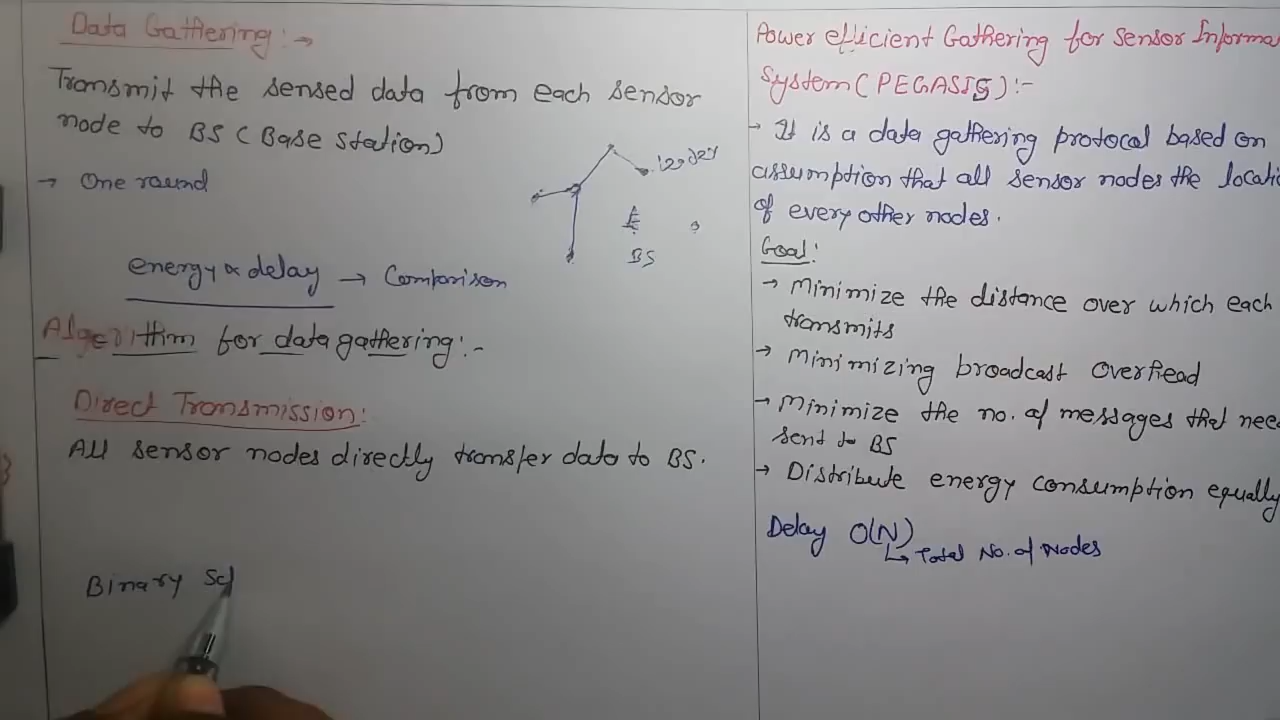 Data Gathering:→
Transmit the sensed data from each sensor
node to BS (Base station)
→ One round
BS
energy & delay → Comparison
Algorithm for data gathering:-
Direct Transmission:
All sensor nodes directly transfer data to BS.
Binary Sch
Power efficient Gathering for Sensor Informa
System (PEGASIS):-
→ It is a data gathering protocal based on
assumption that all sensor nodes the locati
of every other nodes.
Goal:
→ Minimize the distance over which each
transmits
→ Minimizing broadcast overhead
→ Minimize the no. of messages that need
sent to BS
→ Distribute energy consumption equally
Delay O(N)
↳ Total No. of Nodes